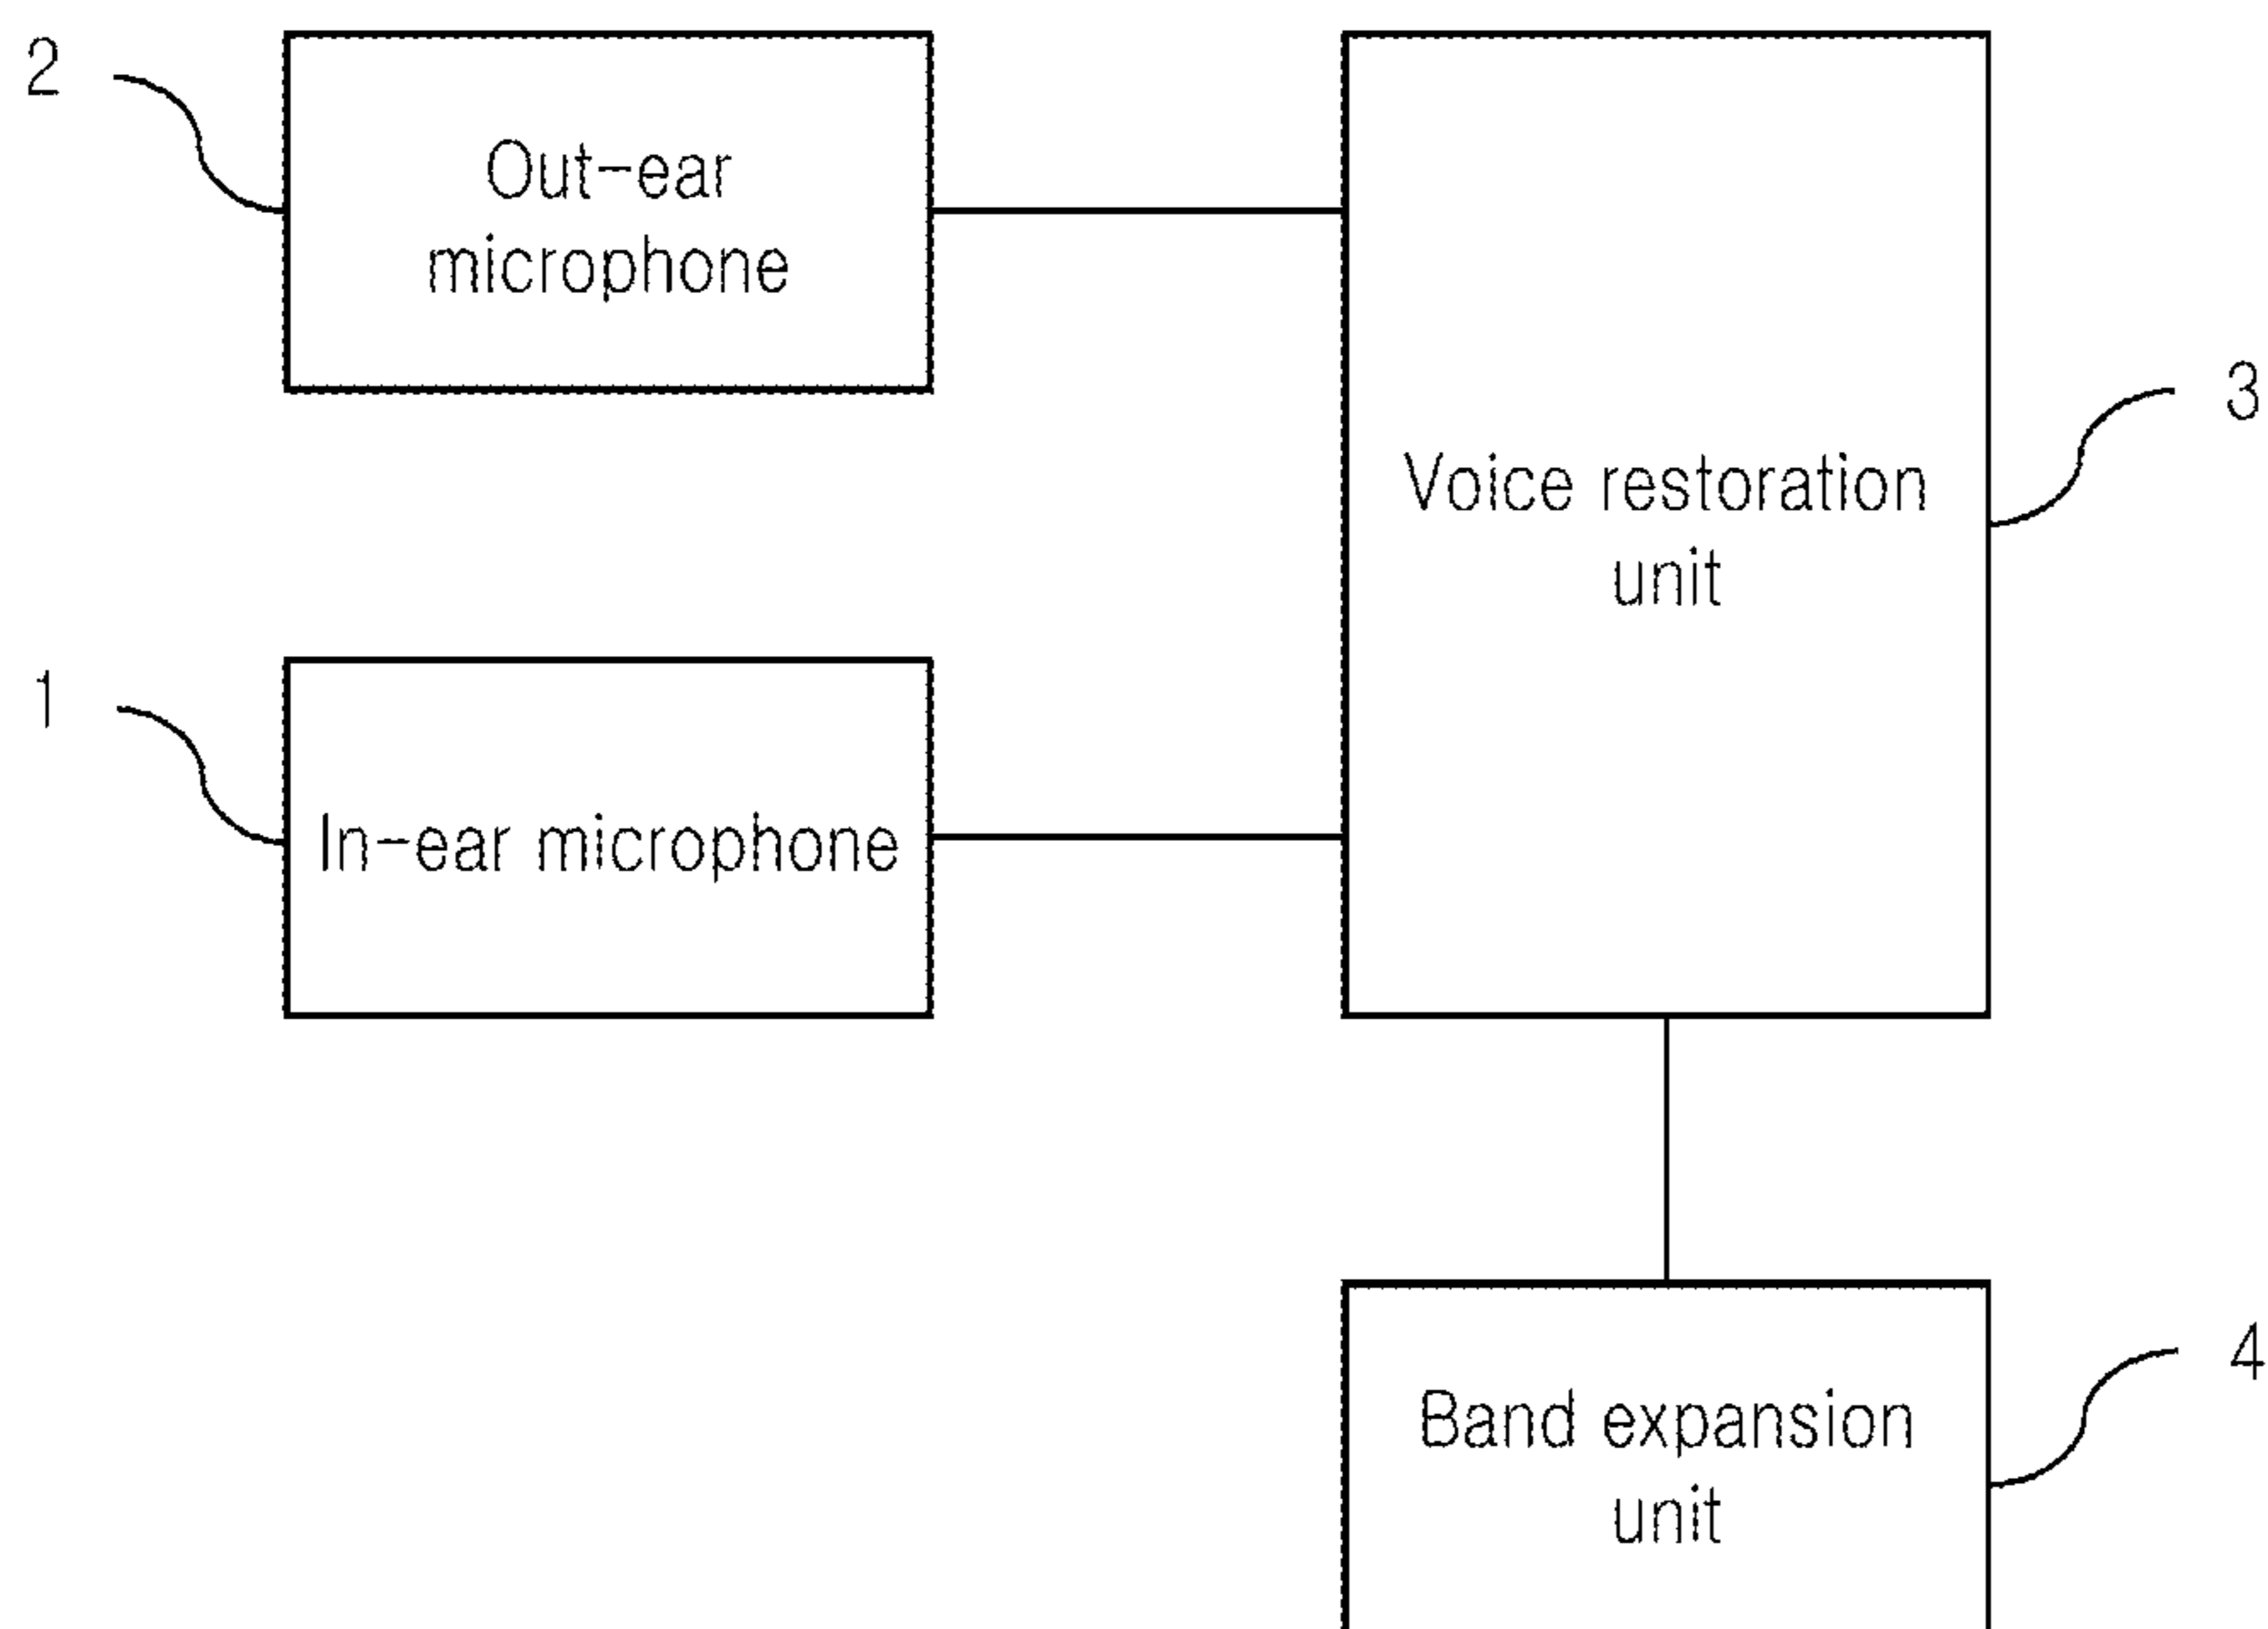 2
Out-ear
microphone
3
Voice restoration
unit
1
In-ear microphone
4
Band expansion
unit